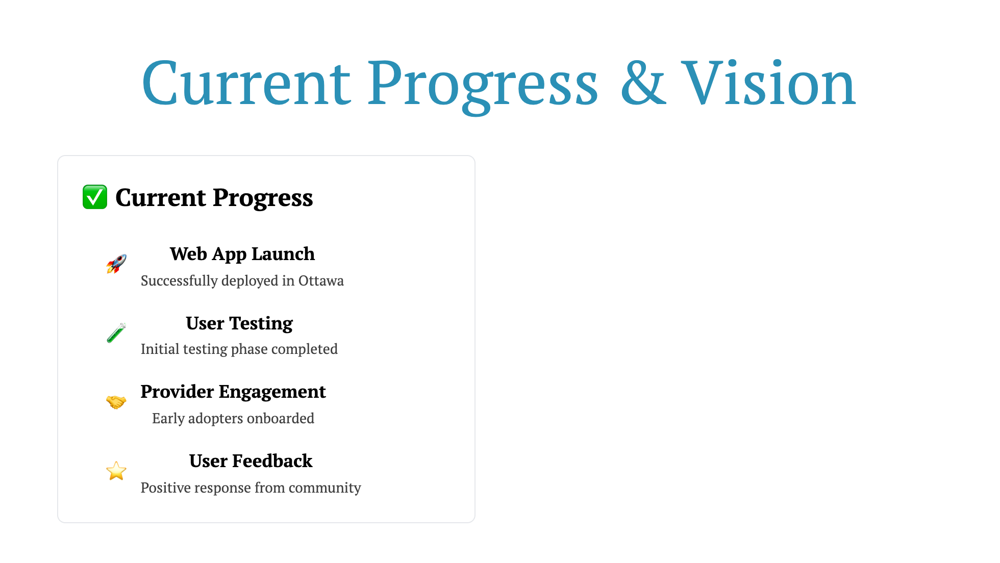 Current Progress & Vision
✅ Current Progress
🚀 Web App Launch
Successfully deployed in Ottawa
🧪 User Testing
Initial testing phase completed
🤝 Provider Engagement
Early adopters onboarded
⭐ User Feedback
Positive response from community